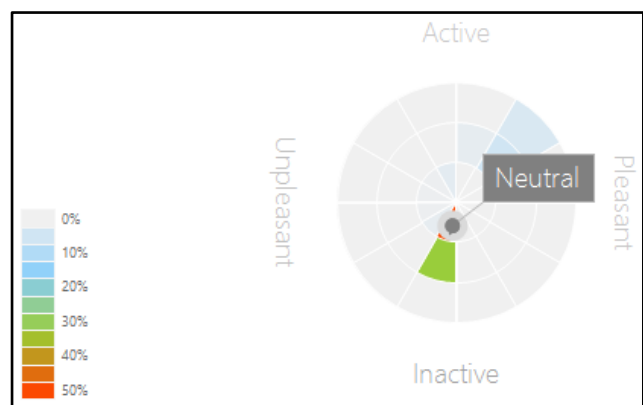 Active
Unpleasant
Neutral
Pleasant
0%
10%
20%
30%
40%
50%
Inactive